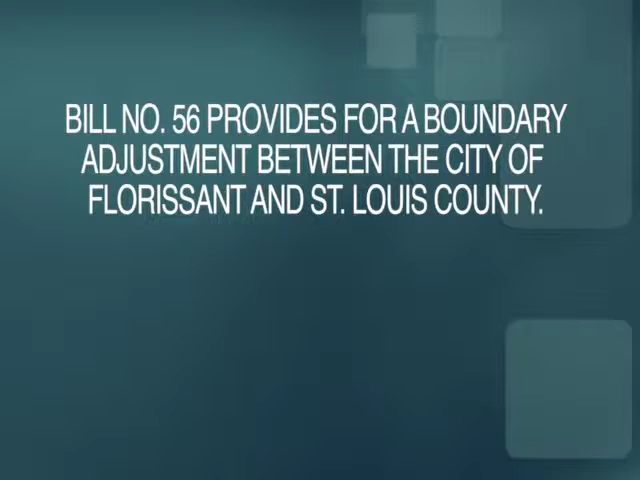 BILL NO. 56 PROVIDES FOR A BOUNDARY
ADJUSTMENT BETWEEN THE CITY OF
FLORISSANT AND ST. LOUIS COUNTY.